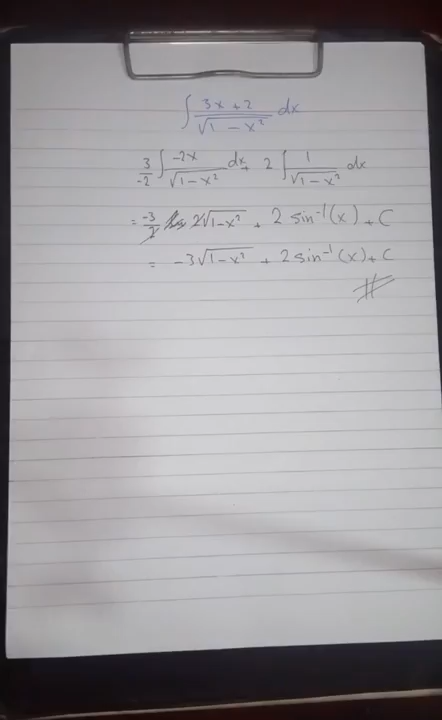 ∫ 3x + 2 / √1 - x² dx
3/-2 ∫ -2x / √1 - x² dx + 2 ∫ 1 / √1 - x² dx
= -3/2 2√1-x² + 2 sin⁻¹(x) + C
= -3√1-x² + 2 sin⁻¹(x) + C
#